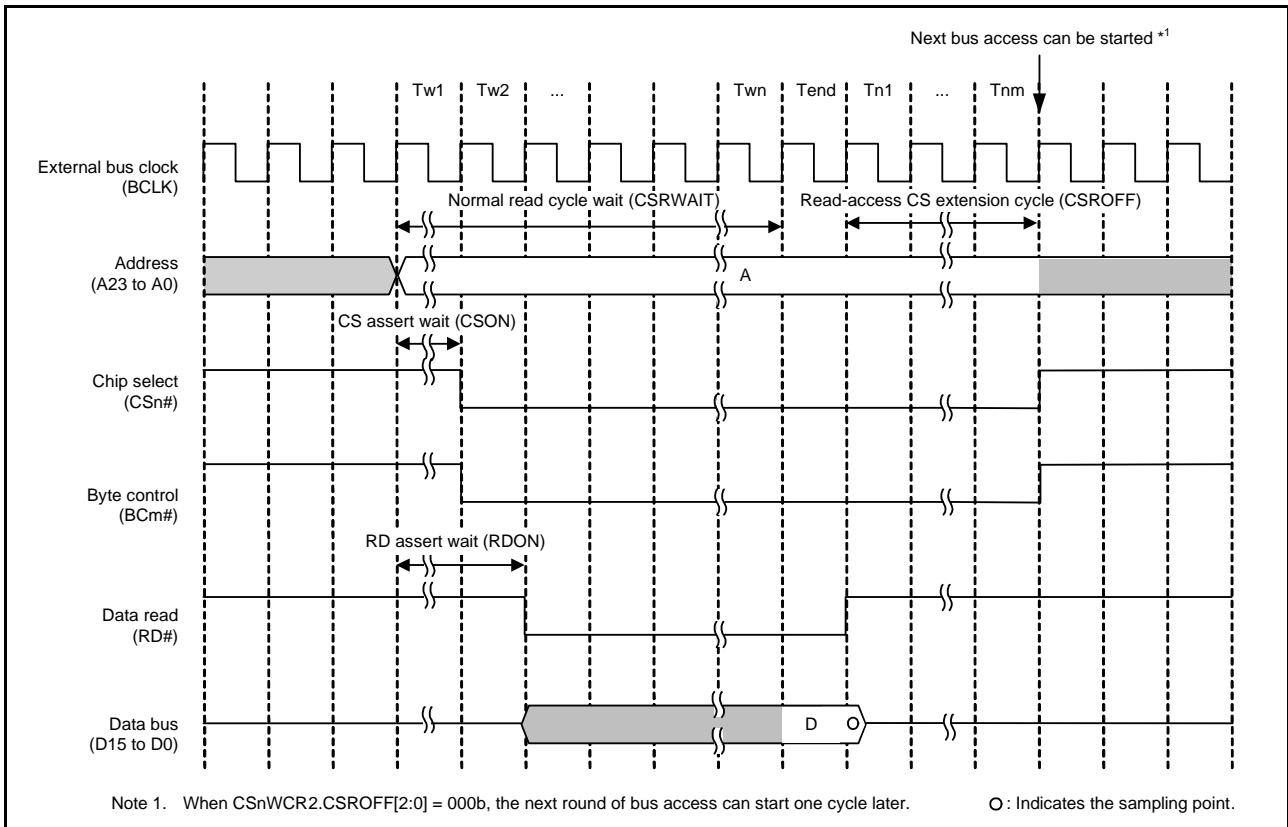 Next bus access can be started *1
Tw1 Tw2 ... Twn Tend Tn1 ... Tnm
External bus clock
(BCLK)
Normal read cycle wait (CSRWAIT)
Read-access CS extension cycle (CSROFF)
Address
(A23 to A0)
A
CS assert wait (CSON)
Chip select
(CSn#)
Byte control
(BCm#)
RD assert wait (RDON)
Data read
(RD#)
Data bus
(D15 to D0)
D
Note 1. When CSnWCR2.CSROFF[2:0] = 000b, the next round of bus access can start one cycle later.
: Indicates the sampling point.